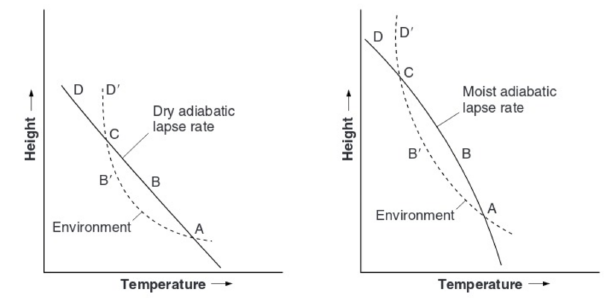 D D′
C
Dry adiabatic
lapse rate
B′ B
Environment
A
Height
Temperature
D D′
C
Moist adiabatic
lapse rate
B′ B
A
Environment
Height
Temperature